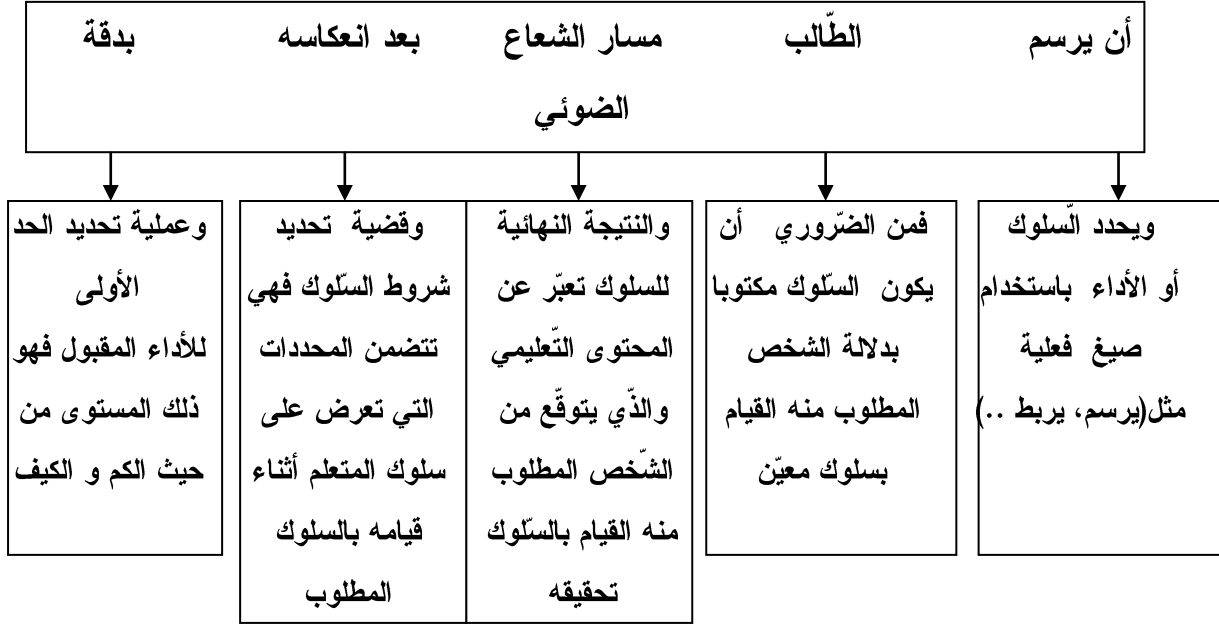 أن يرسم الطّالب مسار الشعاع بعد انعكاسه بدقة
الضوئي
ويحدد السّلوك
أو الأداء باستخدام
صيغ فعلية
مثل(يرسم، يربط ..)
فمن الضّروري أن
يكون السّلوك مكتوبا
بدلالة الشخص
المطلوب منه القيام
بسلوك معيّن
والنتيجة النهائية
للسلوك تعبّر عن
المحتوى التّعليمي
والذّي يتوقّع من
الشّخص المطلوب
منه القيام بالسّلوك
تحقيقه
وقضية تحديد
شروط السّلوك فهي
تتضمن المحددات
التي تعرض على
سلوك المتعلم أثناء
قيامه بالسلوك
المطلوب
وعملية تحديد الحد
الأولى
للأداء المقبول فهو
ذلك المستوى من
حيث الكم و الكيف